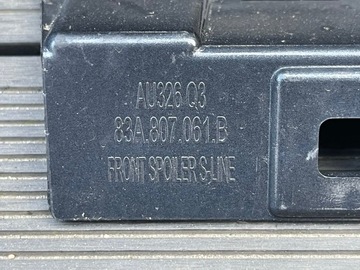 AU326 Q3
83A.807.061.B
FRONT SPOILER S-LINE